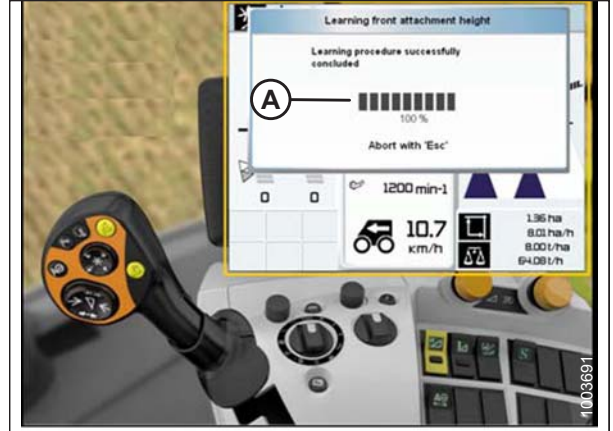 Learning front attachment height
Learning procedure successfully
concluded
A
100 %
Abort with 'Esc'
1200 min-1
0
0
10.7
km/h
1.36 ha
8.01 ha/h
8.00 t/ha
64.08 t/h
S
1003691